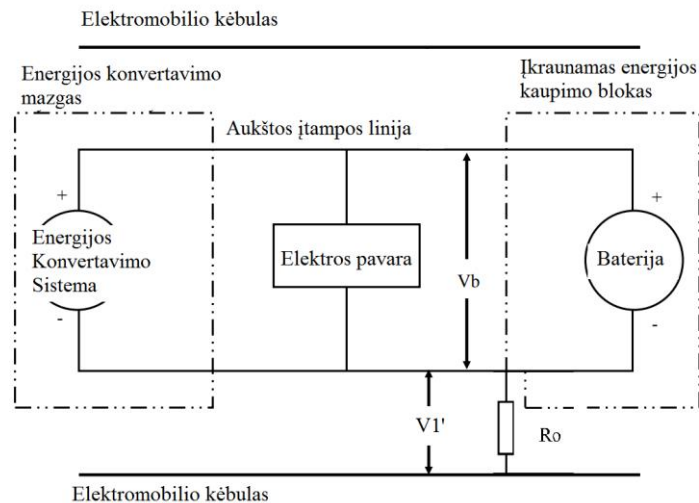 Elektromobilio kėbulas
Energijos konvertavimo
mazgas
Įkraunamas energijos
kaupimo blokas
Aukštos įtampos linija
+
+
Energijos
Konvertavimo
Sistema
Elektros pavara
Vb
Baterija
-
-
V1'
Ro
Elektromobilio kėbulas